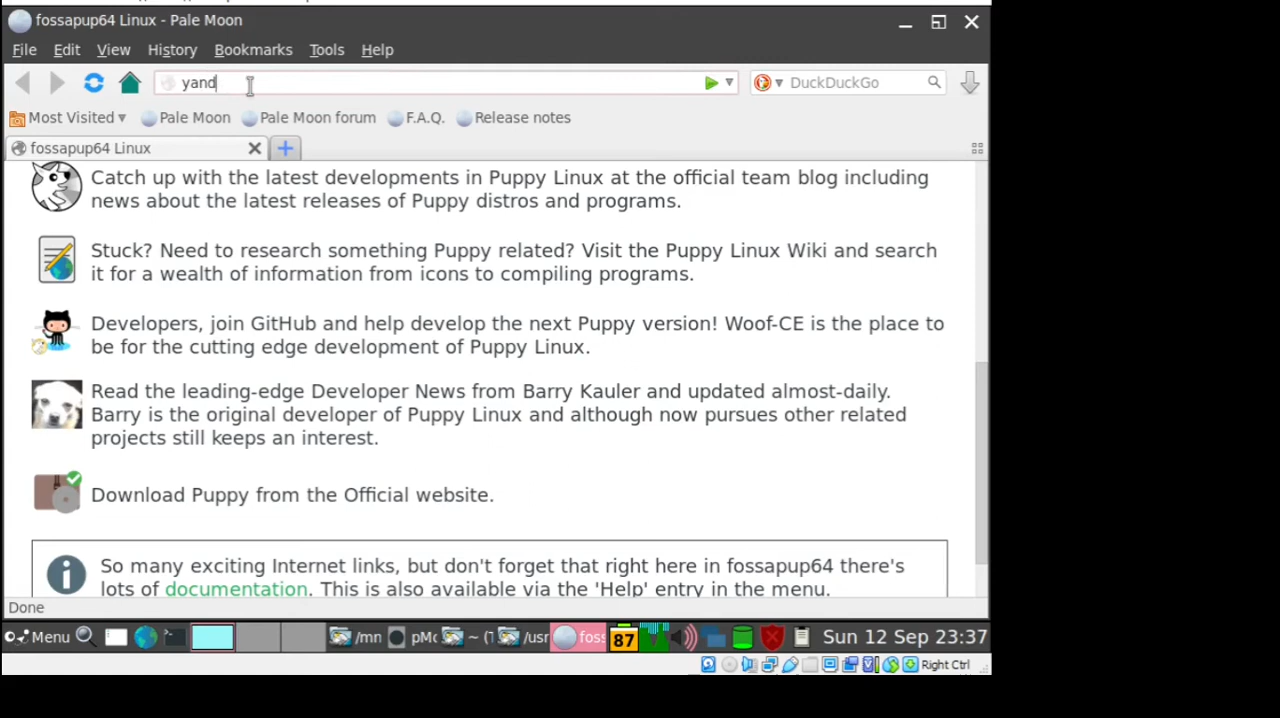 fossapup64 Linux - Pale Moon
File Edit View History Bookmarks Tools Help
yand DuckDuckGo
Most Visited Pale Moon Pale Moon forum F.A.Q. Release notes
fossapup64 Linux
Catch up with the latest developments in Puppy Linux at the official team blog including
news about the latest releases of Puppy distros and programs.
Stuck? Need to research something Puppy related? Visit the Puppy Linux Wiki and search
it for a wealth of information from icons to compiling programs.
Developers, join GitHub and help develop the next Puppy version! Woof-CE is the place to
be for the cutting edge development of Puppy Linux.
Read the leading-edge Developer News from Barry Kauler and updated almost-daily.
Barry is the original developer of Puppy Linux and although now pursues other related
projects still keeps an interest.
Download Puppy from the Official website.
So many exciting Internet links, but don't forget that right here in fossapup64 there's
lots of documentation. This is also available via the 'Help' entry in the menu.
Done
Menu /mn pMo ~ (T /usr foss 87 Sun 12 Sep 23:37
Right Ctrl